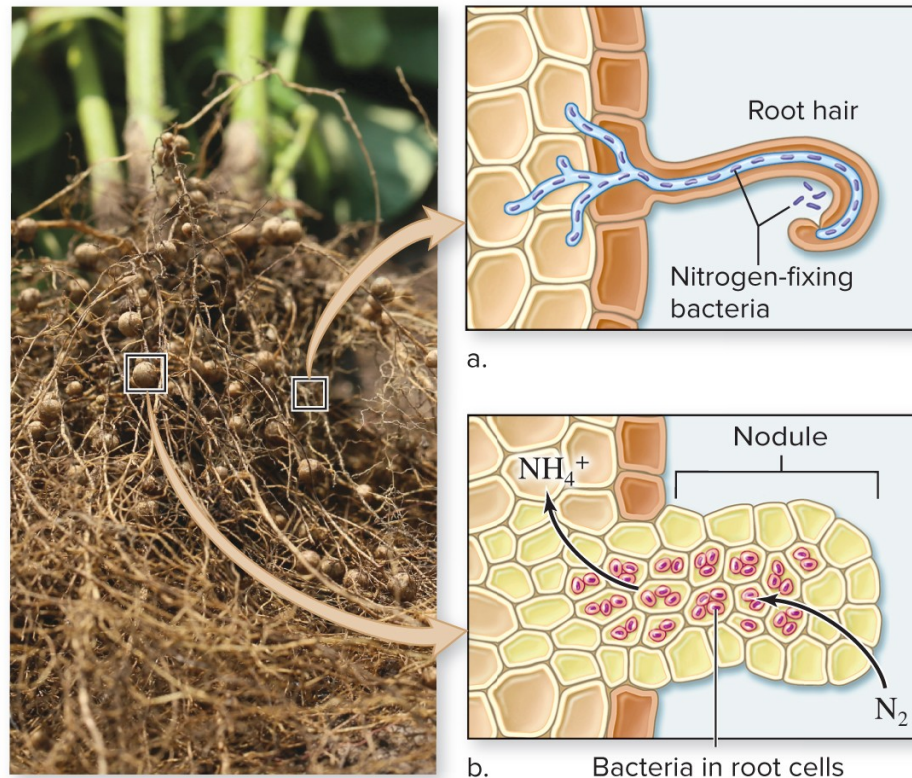 Root hair
Nitrogen-fixing
bacteria
a.
Nodule
NH₄⁺
N₂
b.
Bacteria in root cells